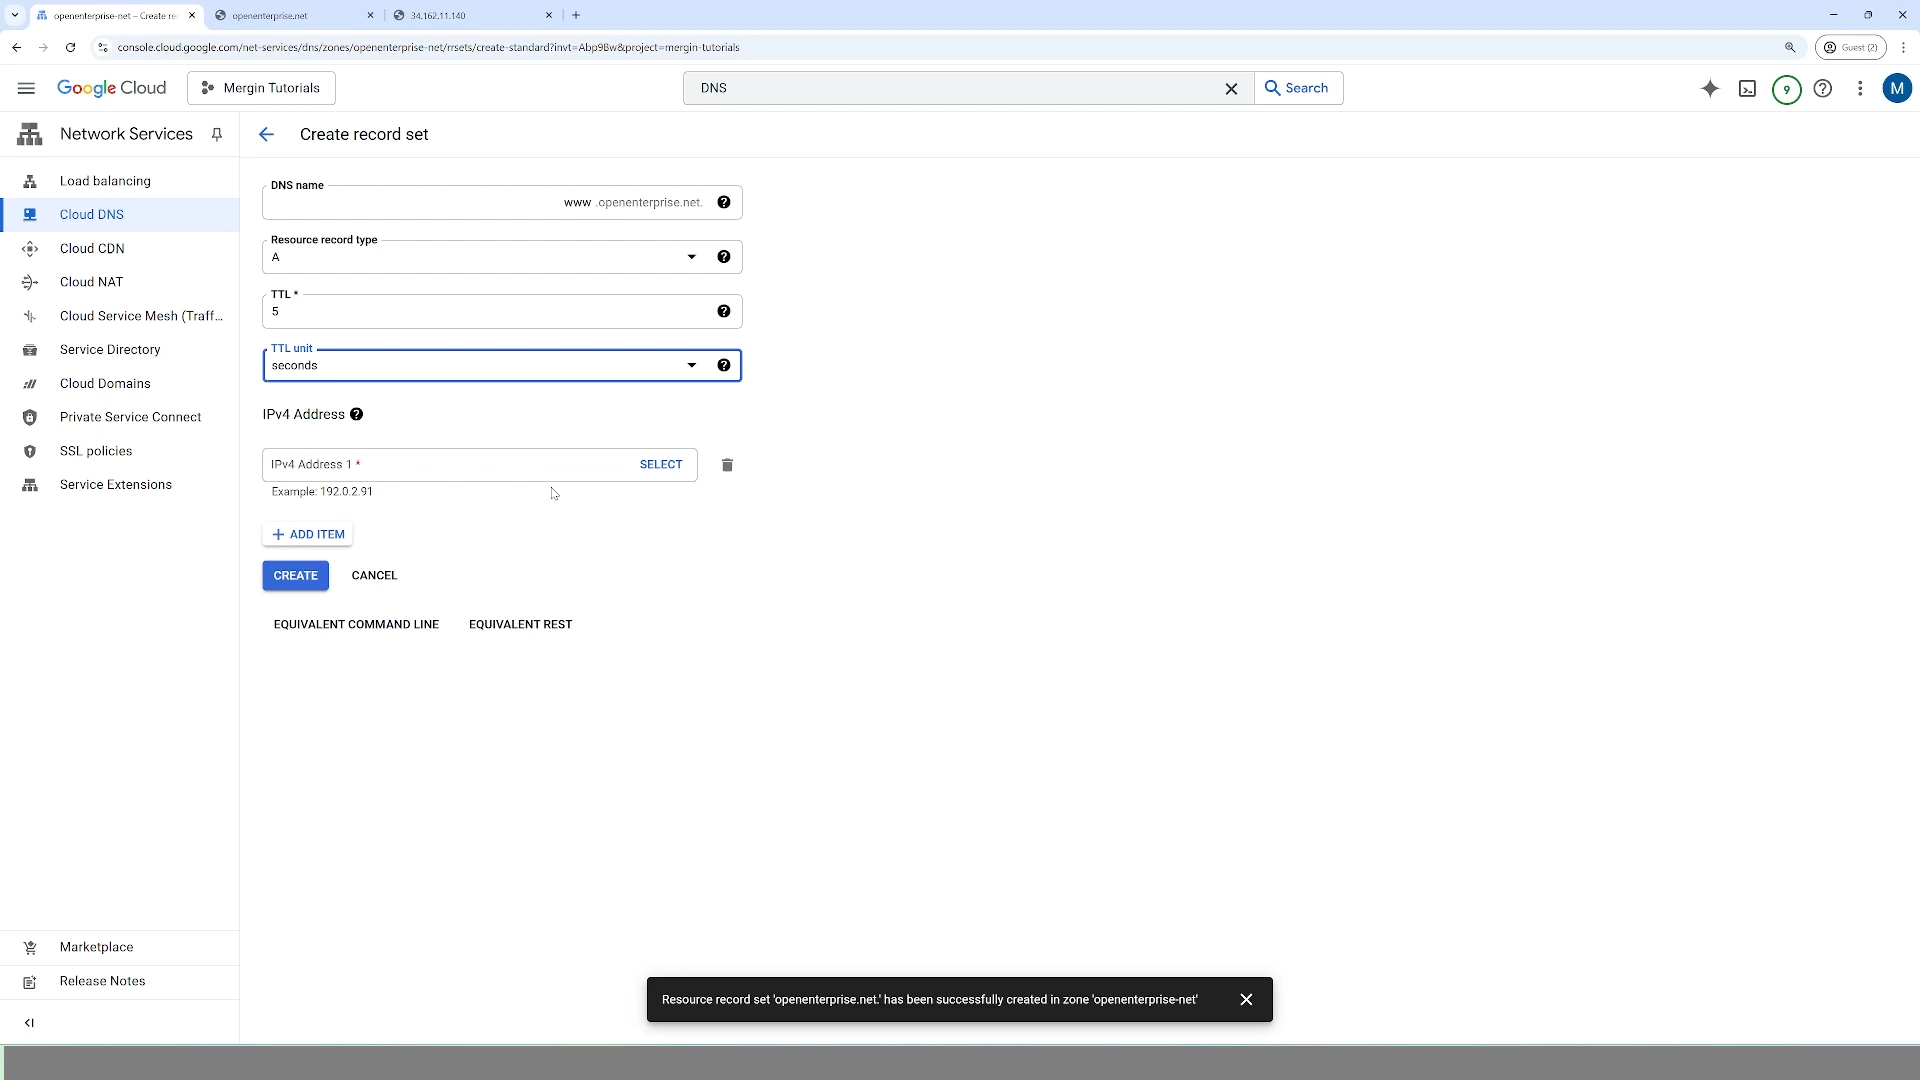 openenterprise-net – Create re
openenterprise.net
34.162.11.140
console.cloud.google.com/net-services/dns/zones/openenterprise-net/rrsets/create-standard?invt=Abp9Bw&project=mergin-tutorials
Guest (2)
Google Cloud
Mergin Tutorials
DNS
Search
9
M
Network Services
Create record set
Load balancing
Cloud DNS
Cloud CDN
Cloud NAT
Cloud Service Mesh (Traff...
Service Directory
Cloud Domains
Private Service Connect
SSL policies
Service Extensions
Marketplace
Release Notes
DNS name
www .openenterprise.net.
Resource record type
A
TTL *
5
TTL unit
seconds
IPv4 Address
IPv4 Address 1 *
SELECT
Example: 192.0.2.91
+ ADD ITEM
CREATE CANCEL
EQUIVALENT COMMAND LINE EQUIVALENT REST
Resource record set 'openenterprise.net.' has been successfully created in zone 'openenterprise-net'